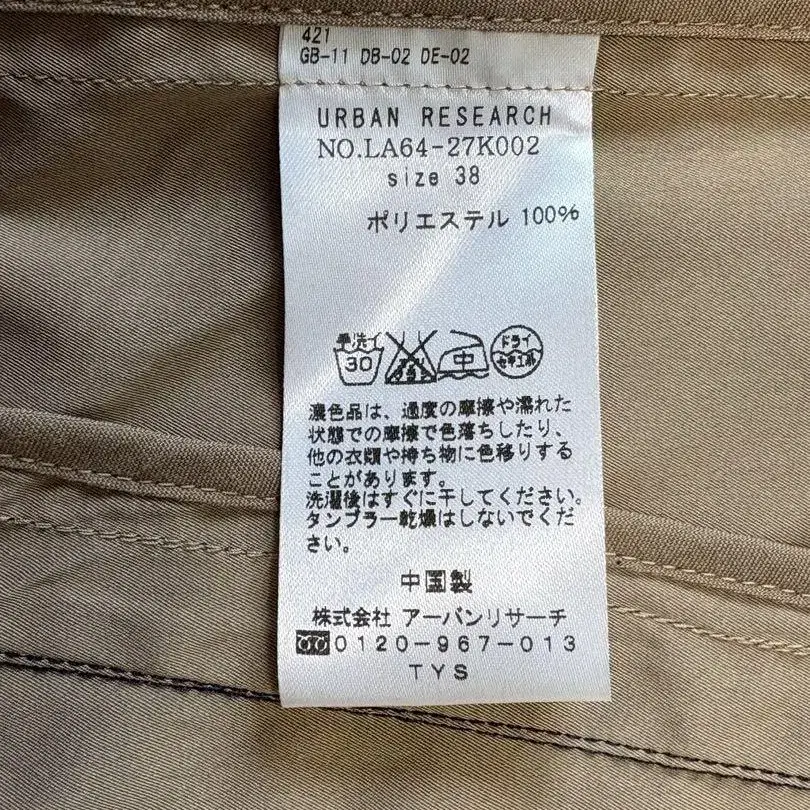 421
GB-11 DB-02 DE-02
URBAN RESEARCH
NO.LA64-27K002
size 38
ポリエステル 100%
手洗イ
30
中
ドライ
セキユ系
濃色品は、過度の摩擦や濡れた
状態での摩擦で色落ちしたり、
他の衣類や持ち物に色移りする
ことがあります。
洗濯後はすぐに干してください。
タンブラー乾燥はしないでくだ
さい。
中国製
株式会社 アーバンリサーチ
0120-967-013
TYS